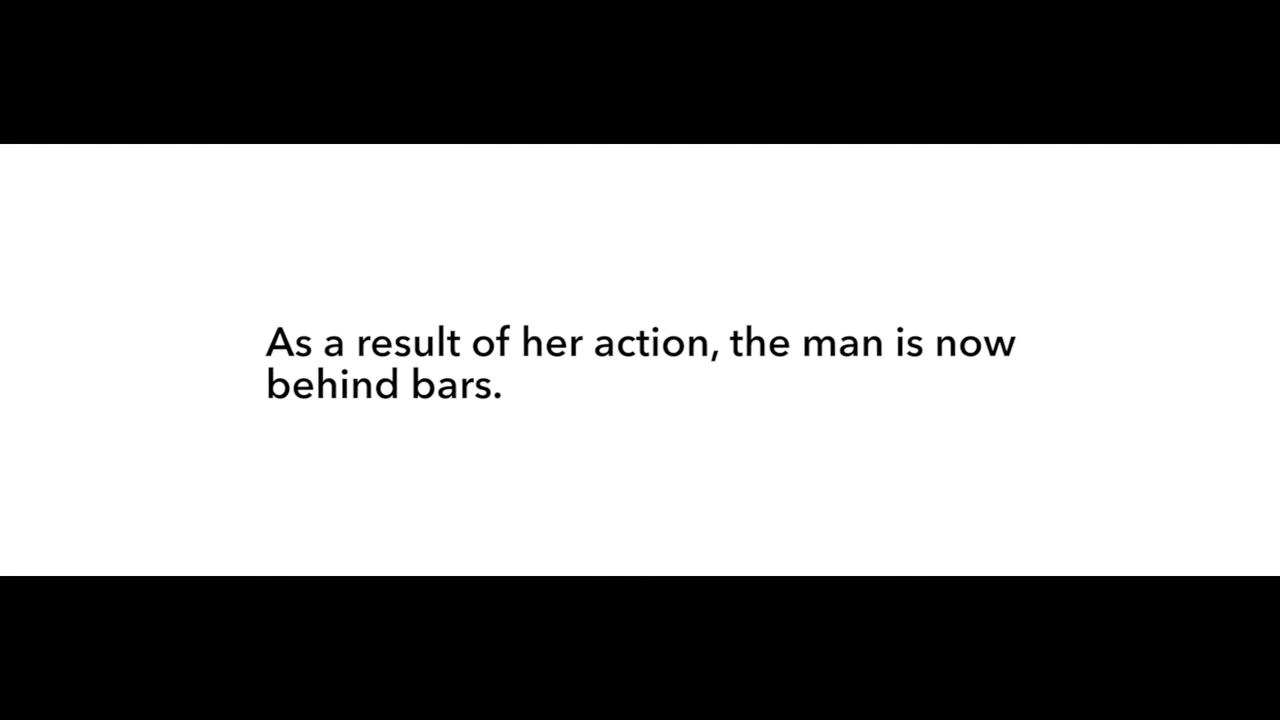 As a result of her action, the man is now
behind bars.